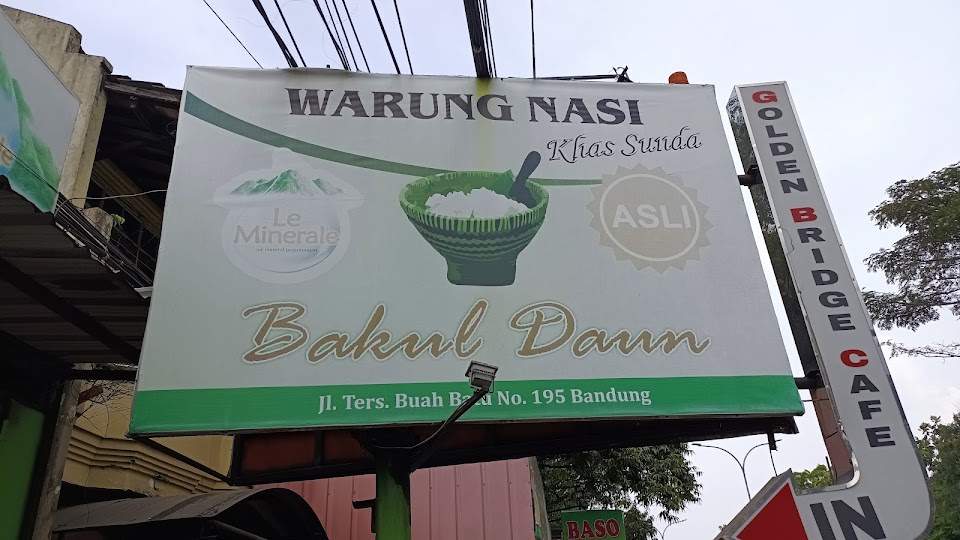 WARUNG NASI
Khas Sunda
Le
Minerale
ASLI
Bakul Daun
Jl. Ters. Buah Batu No. 195 Bandung
GOLDEN BRIDGE CAFE
IN
BASO